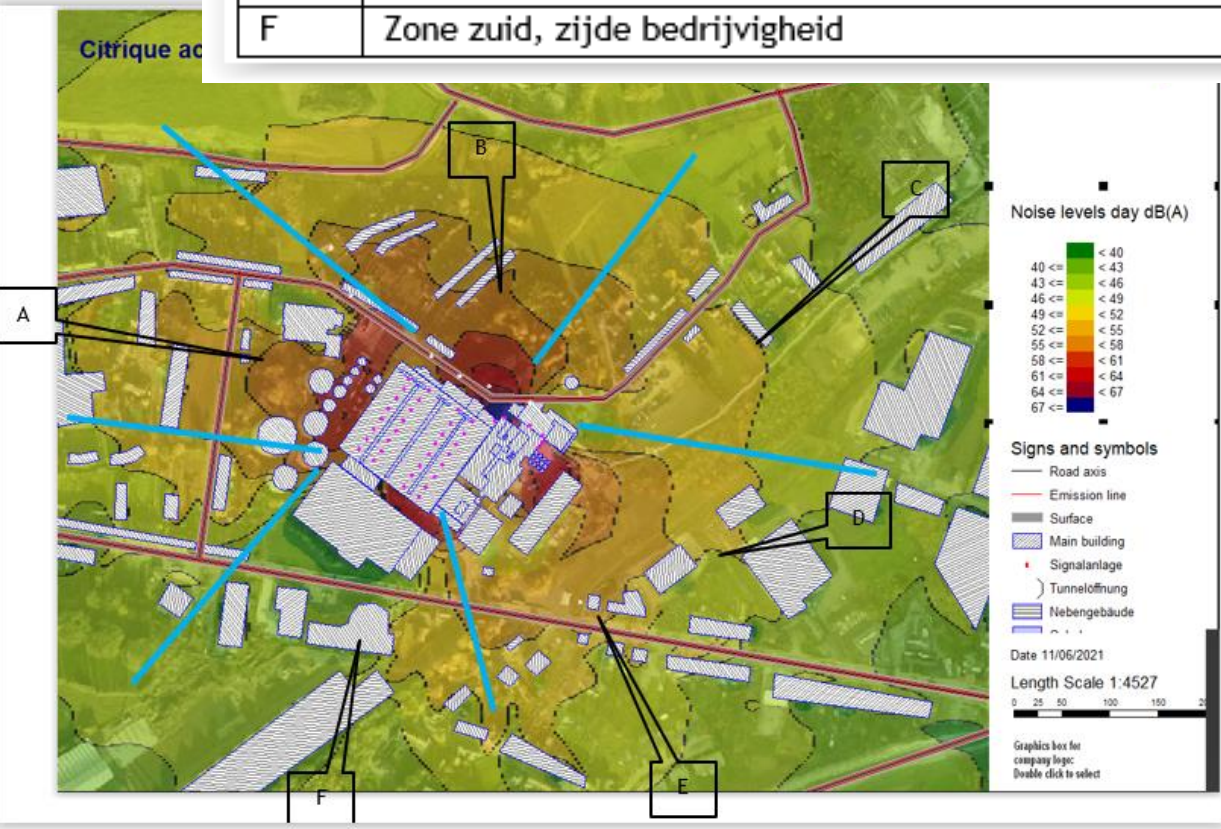 F Zone zuid, zijde bedrijvigheid
Citrique ac
B
C
A
D
F
E
Noise levels day dB(A)
< 40
40 <= < 43
43 <= < 46
46 <= < 49
49 <= < 52
52 <= < 55
55 <= < 58
58 <= < 61
61 <= < 64
64 <= < 67
67 <=
Signs and symbols
Road axis
Emission line
Surface
Main building
Signalanlage
Tunnelöffnung
Nebengebäude
Date 11/06/2021
Length Scale 1:4527
0 25 50 100 150
Graphics box for
company logo:
Double click to select